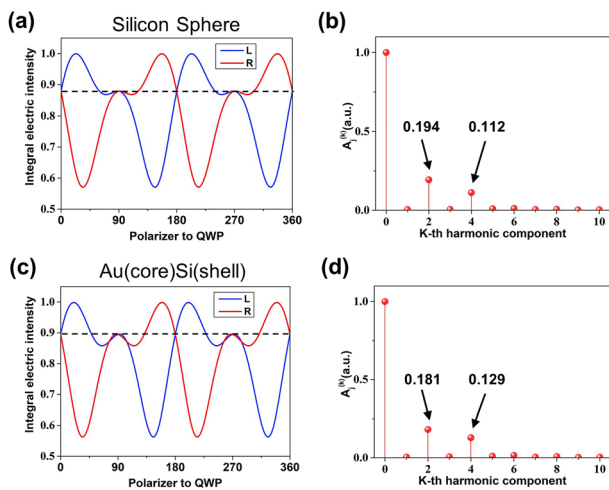 (a)
Silicon Sphere
L
R
Integral electric intensity
1.0
0.9
0.8
0.7
0.6
0.5
0
90
180
270
360
Polarizer to QWP
(b)
A_j^(k)(a.u.)
1.0
0.5
0.0
0.194
0.112
0
2
4
6
8
10
K-th harmonic component
(c)
Au(core)Si(shell)
L
R
Integral electric intensity
1.0
0.9
0.8
0.7
0.6
0.5
0
90
180
270
360
Polarizer to QWP
(d)
A_j^(k)(a.u.)
1.0
0.5
0.0
0.181
0.129
0
2
4
6
8
10
K-th harmonic component